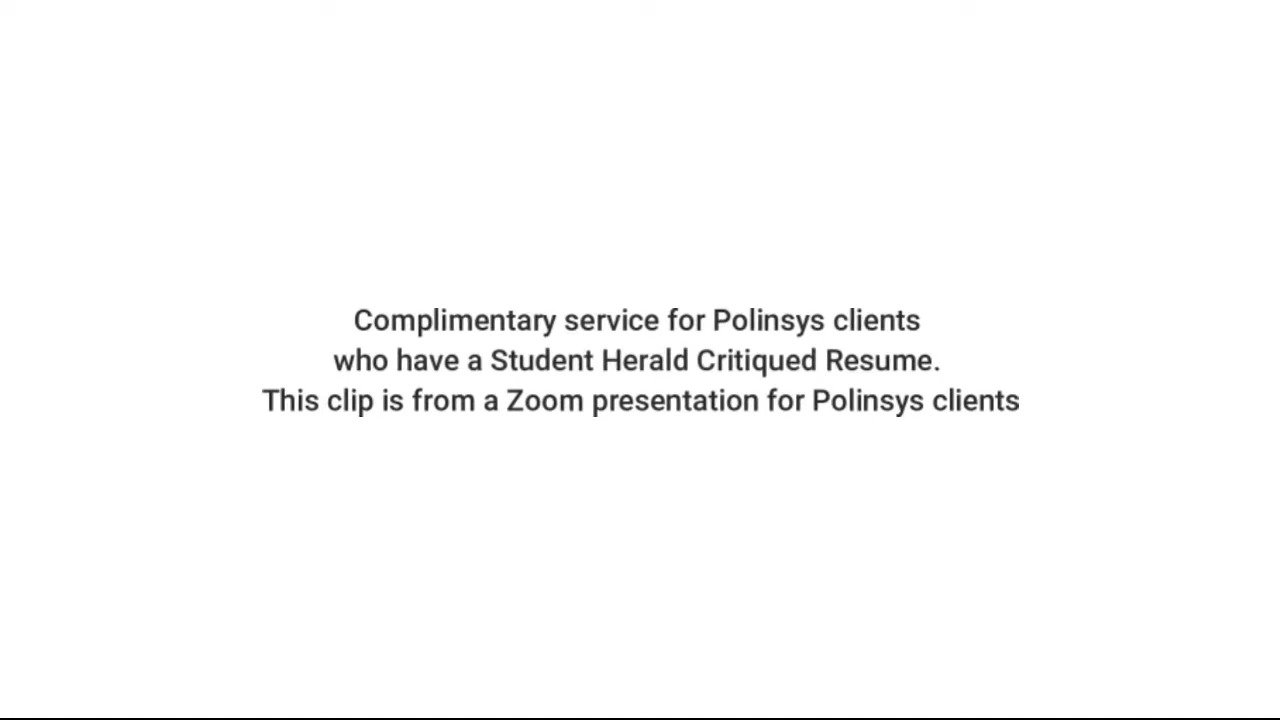 Complimentary service for Polinsys clients
who have a Student Herald Critiqued Resume.
This clip is from a Zoom presentation for Polinsys clients